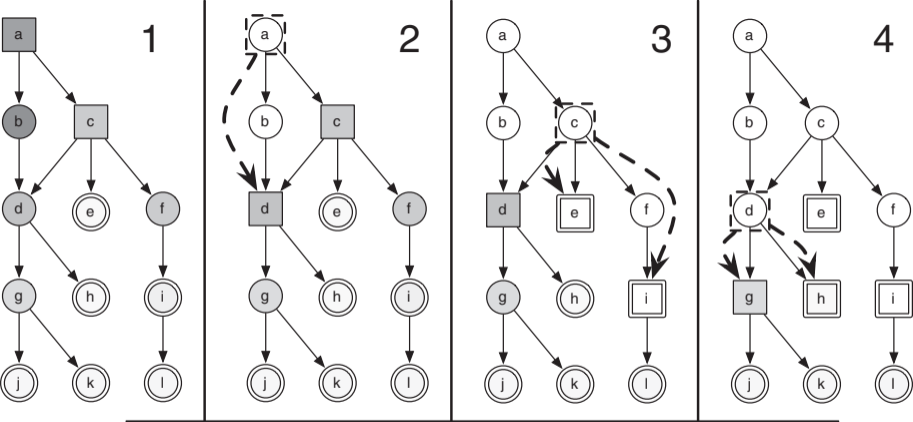 a 1 a 2 a 3 a 4
b c b c b c b c
d e f d e f d e f d e f
g h i g h i g h i g h i
j k l j k l j k l j k l